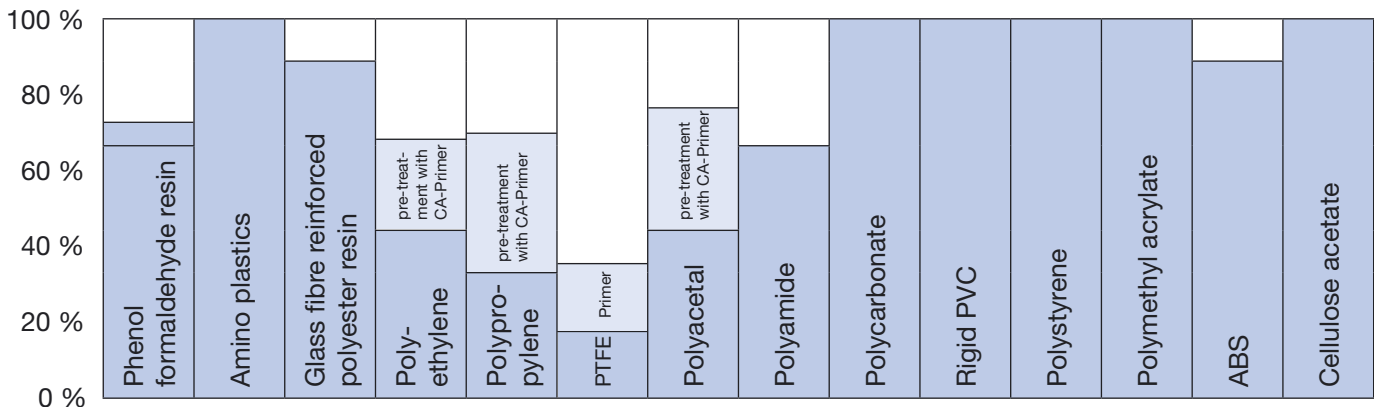 100 %
80 %
60 %
40 %
20 %
0 %
Phenol
formaldehyde resin
Amino plastics
Glass fibre reinforced
polyester resin
pre-treat-
ment with
CA-Primer
Poly-
ethylene
pre-treatment
with CA-Primer
Polypro-
pylene
Primer
PTFE
pre-treatment
with CA-Primer
Polyacetal
Polyamide
Polycarbonate
Rigid PVC
Polystyrene
Polymethyl acrylate
ABS
Cellulose acetate